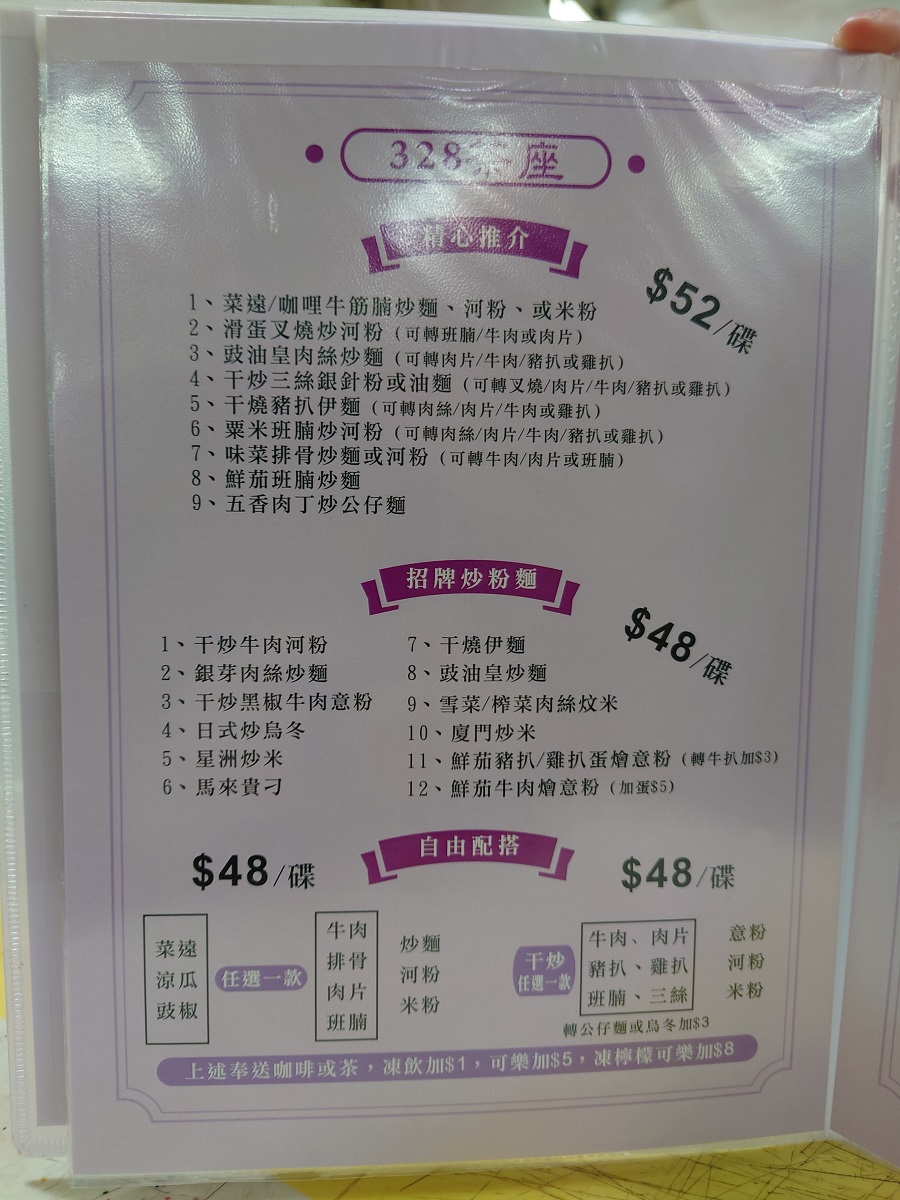 328茶座
精心推介
$52/碟
1、菜遠/咖哩牛筋腩炒麵、河粉、或米粉
2、滑蛋叉燒炒河粉(可轉班腩/牛肉或肉片)
3、豉油皇肉絲炒麵(可轉肉片/牛肉/豬扒或雞扒)
4、干炒三絲銀針粉或油麵(可轉叉燒/肉片/牛肉/豬扒或雞扒)
5、干燒豬扒伊麵(可轉肉絲/肉片/牛肉或雞扒)
6、粟米班腩炒河粉(可轉肉絲/肉片/牛肉/豬扒或雞扒)
7、味菜排骨炒麵或河粉(可轉牛肉/肉片或班腩)
8、鮮茄班腩炒麵
9、五香肉丁炒公仔麵
招牌炒粉麵
$48/碟
1、干炒牛肉河粉
2、銀芽肉絲炒麵
3、干炒黑椒牛肉意粉
4、日式炒烏冬
5、星洲炒米
6、馬來貴刁
7、干燒伊麵
8、豉油皇炒麵
9、雪菜/榨菜肉絲炆米
10、廈門炒米
11、鮮茄豬扒/雞扒蛋燴意粉(轉牛扒加$3)
12、鮮茄牛肉燴意粉(加蛋$5)
自由配搭
$48/碟
菜遠
涼瓜
豉椒
任選一款
牛肉
排骨
肉片
班腩
炒麵
河粉
米粉
$48/碟
干炒
任選一款
牛肉、肉片
豬扒、雞扒
班腩、三絲
意粉
河粉
米粉
轉公仔麵或烏冬加$3
上述奉送咖啡或茶，凍飲加$1，可樂加$5，凍檸檬可樂加$8